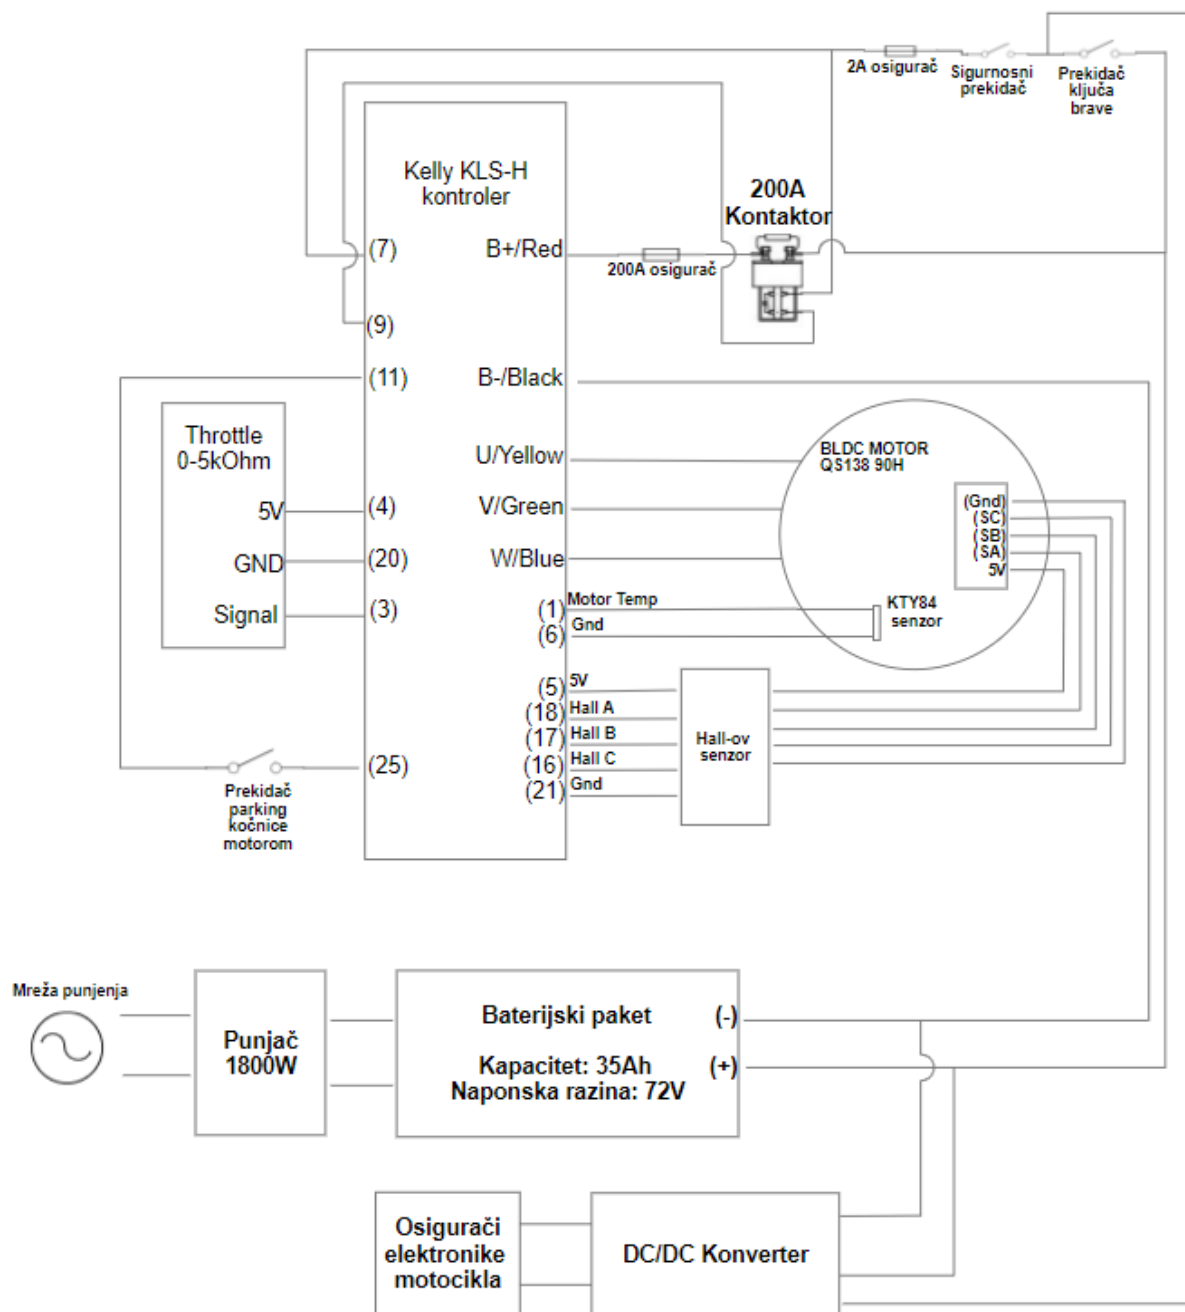 2A osigurač
Sigurnosni
prekidač
Prekidač
ključa
brave
Kelly KLS-H
kontroler
200A
Kontaktor
(7)
B+/Red
200A osigurač
(9)
(11)
B-/Black
Throttle
0-5kOhm
5V
(4)
GND
(20)
Signal
(3)
U/Yellow
V/Green
W/Blue
BLDC MOTOR
QS138 90H
(Gnd)
(SC)
(SB)
(SA)
5V
(1)
Motor Temp
(6)
Gnd
KTY84
senzor
(5)
5V
(18)
Hall A
(17)
Hall B
(16)
Hall C
(21)
Gnd
Hall-ov
senzor
(25)
Prekidač
parking
kočnice
motorom
Mreža punjenja
Punjač
1800W
Baterijski paket
(-)
Kapacitet: 35Ah
(+)
Naponska razina: 72V
Osigurači
elektronike
motocikla
DC/DC Konverter